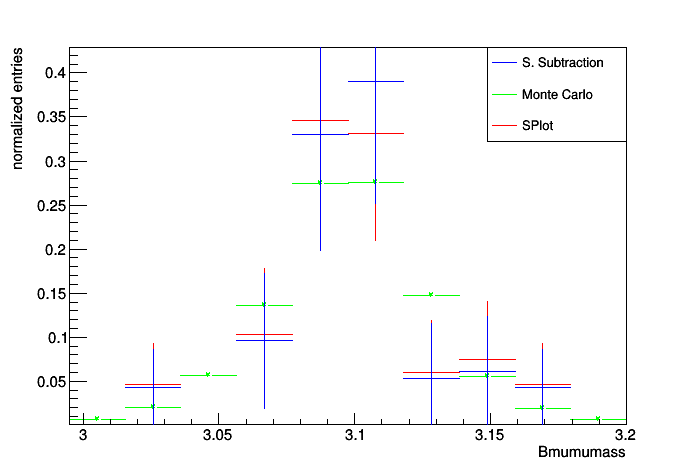 normalized entries
0.4
0.35
0.3
0.25
0.2
0.15
0.1
0.05
S. Subtraction
Monte Carlo
SPlot
3
3.05
3.1
3.15
3.2
Bmumumass